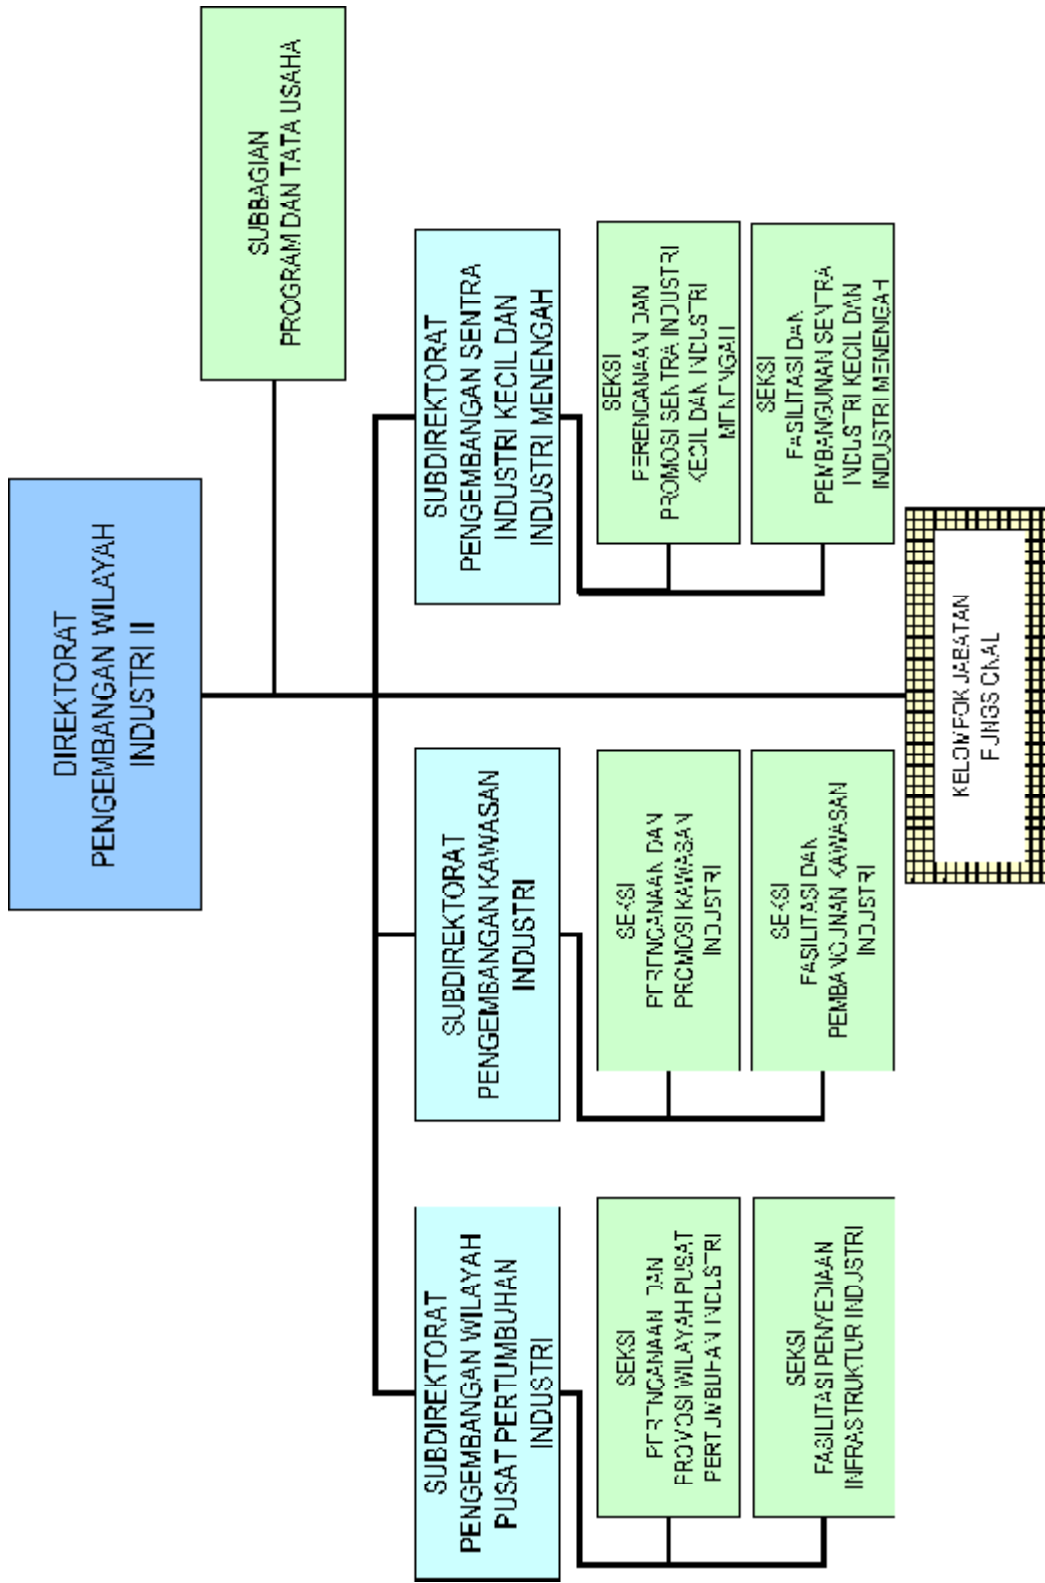 DIREKTORAT
PENGEMBANGAN WILAYAH
INDUSTRI II
SUBBAGIAN
PROGRAM DAN TATA USAHA
SUBDIREKTORAT
PENGEMBANGAN WILAYAH
PUSAT PERTUMBUHAN
INDUSTRI
SUBDIREKTORAT
PENGEMBANGAN KAWASAN
INDUSTRI
SUBDIREKTORAT
PENGEMBANGAN SENTRA
INDUSTRI KECIL DAN
INDUSTRI MENENGAH
SEKSI
PERENCANAAN DAN
PROMOSI WILAYAH PUSAT
PERTUMBUHAN INDUSTRI
SEKSI
FASILITASI PENYEDIAAN
INFRASTRUKTUR INDUSTRI
SEKSI
PERENCANAAN DAN
PROMOSI KAWASAN
INDUSTRI
SEKSI
FASILITASI DAN
PEMBANGUNAN KAWASAN
INDUSTRI
SEKSI
PERENCANAAN DAN
PROMOSI SENTRA INDUSTRI
KECIL DAN INDUSTRI
MENENGAH
SEKSI
FASILITASI DAN
PEMBANGUNAN SENTRA
INDUSTRI KECIL DAN
INDUSTRI MENENGAH
KELOMPOK JABATAN
FUNGSIONAL